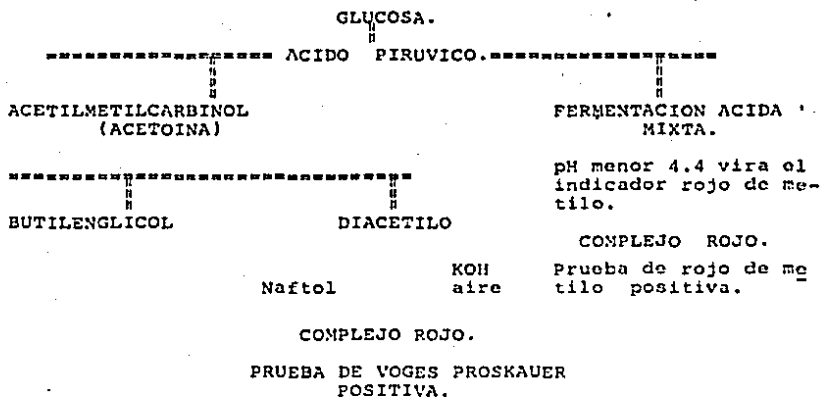 GLUCOSA.
ACIDO PIRUVICO.
ACETILMETILCARBINOL
(ACETOINA)
FERMENTACION ACIDA
MIXTA.
pH menor 4.4 vira el
indicador rojo de me-
tilo.
COMPLEJO ROJO.
Prueba de rojo de me
tilo positiva.
BUTILENGLICOL
DIACETILO
Naftol
KOH
aire
COMPLEJO ROJO.
PRUEBA DE VOGES PROSKAUER
POSITIVA.